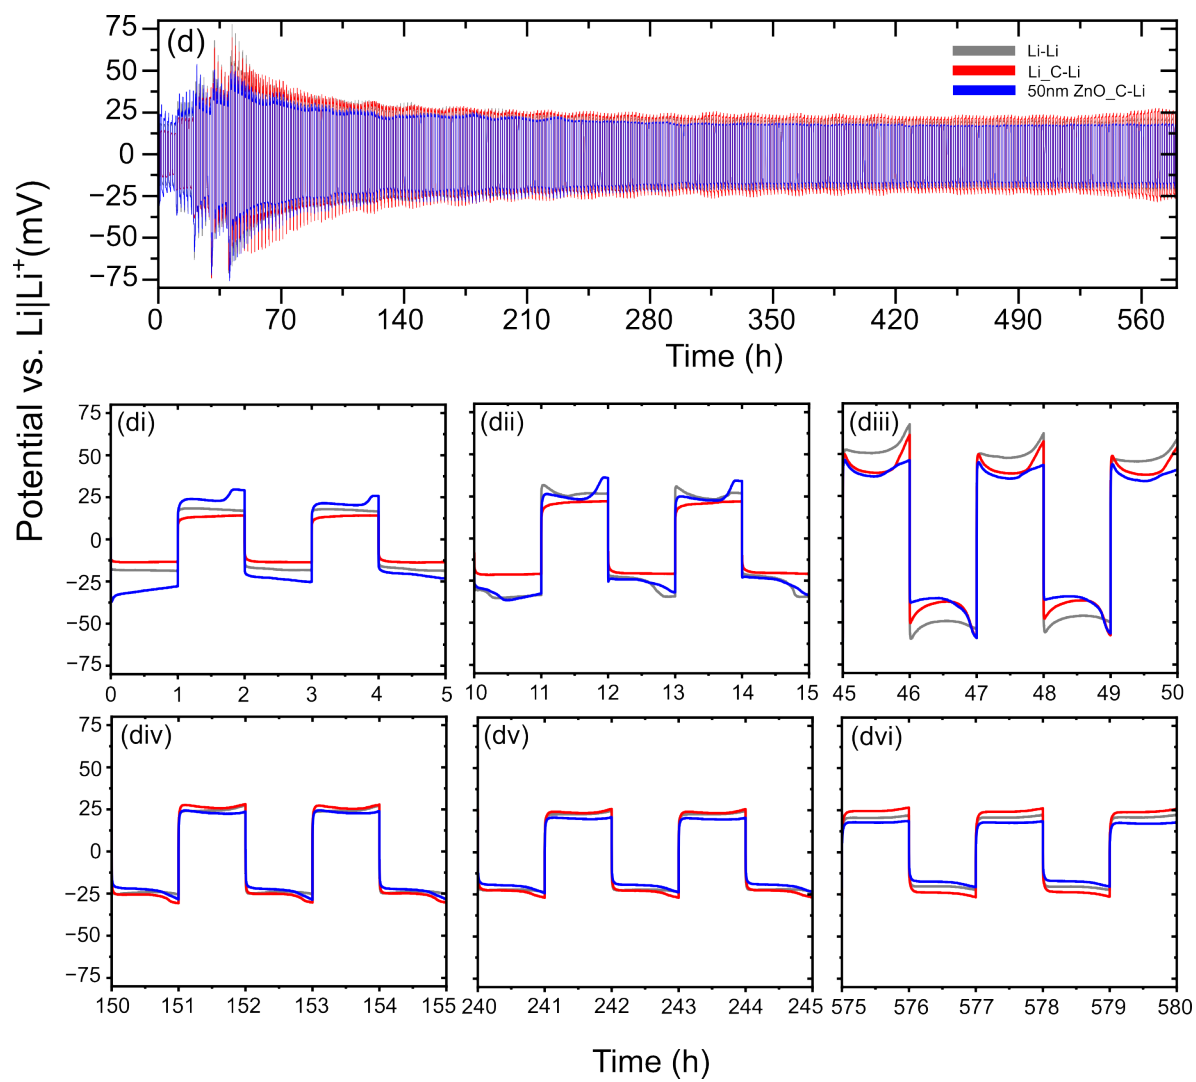 Potential vs. Li|Li⁺(mV)
(d)
75
50
25
0
−25
−50
−75
Li-Li
Li_C-Li
50nm ZnO_C-Li
0 70 140 210 280 350 420 490 560
Time (h)
(di)
75
50
25
0
−25
−50
−75
0 1 2 3 4 5
(dii)
10 11 12 13 14 15
(diii)
45 46 47 48 49 50
(div)
75
50
25
0
−25
−50
−75
150 151 152 153 154 155
(dv)
240 241 242 243 244 245
(dvi)
575 576 577 578 579 580
Time (h)